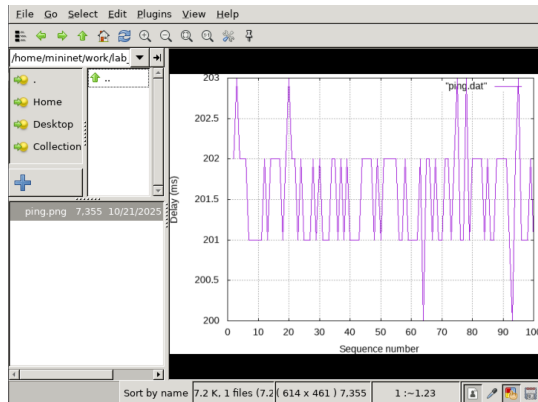 File Go Select Edit Plugins View Help
/home/mininet/work/lab_
.
Home
Desktop
Collection
..
ping.png 7,355 10/21/2025
"ping.dat"
Delay (ms)
203
202.5
202
201.5
201
200.5
200
0 10 20 30 40 50 60 70 80 90 100
Sequence number
Sort by name 7.2 K, 1 files (7.2 ( 614 x 461 ) 7,355 1 :~1.23